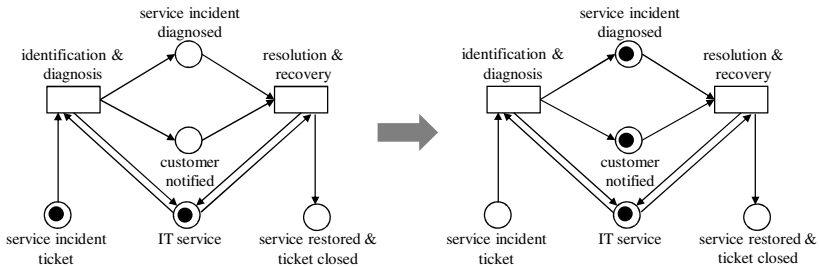 service incident
diagnosed
identification &
diagnosis
resolution &
recovery
customer
notified
service incident
ticket
IT service
service restored &
ticket closed
service incident
diagnosed
identification &
diagnosis
resolution &
recovery
customer
notified
service incident
ticket
IT service
service restored &
ticket closed